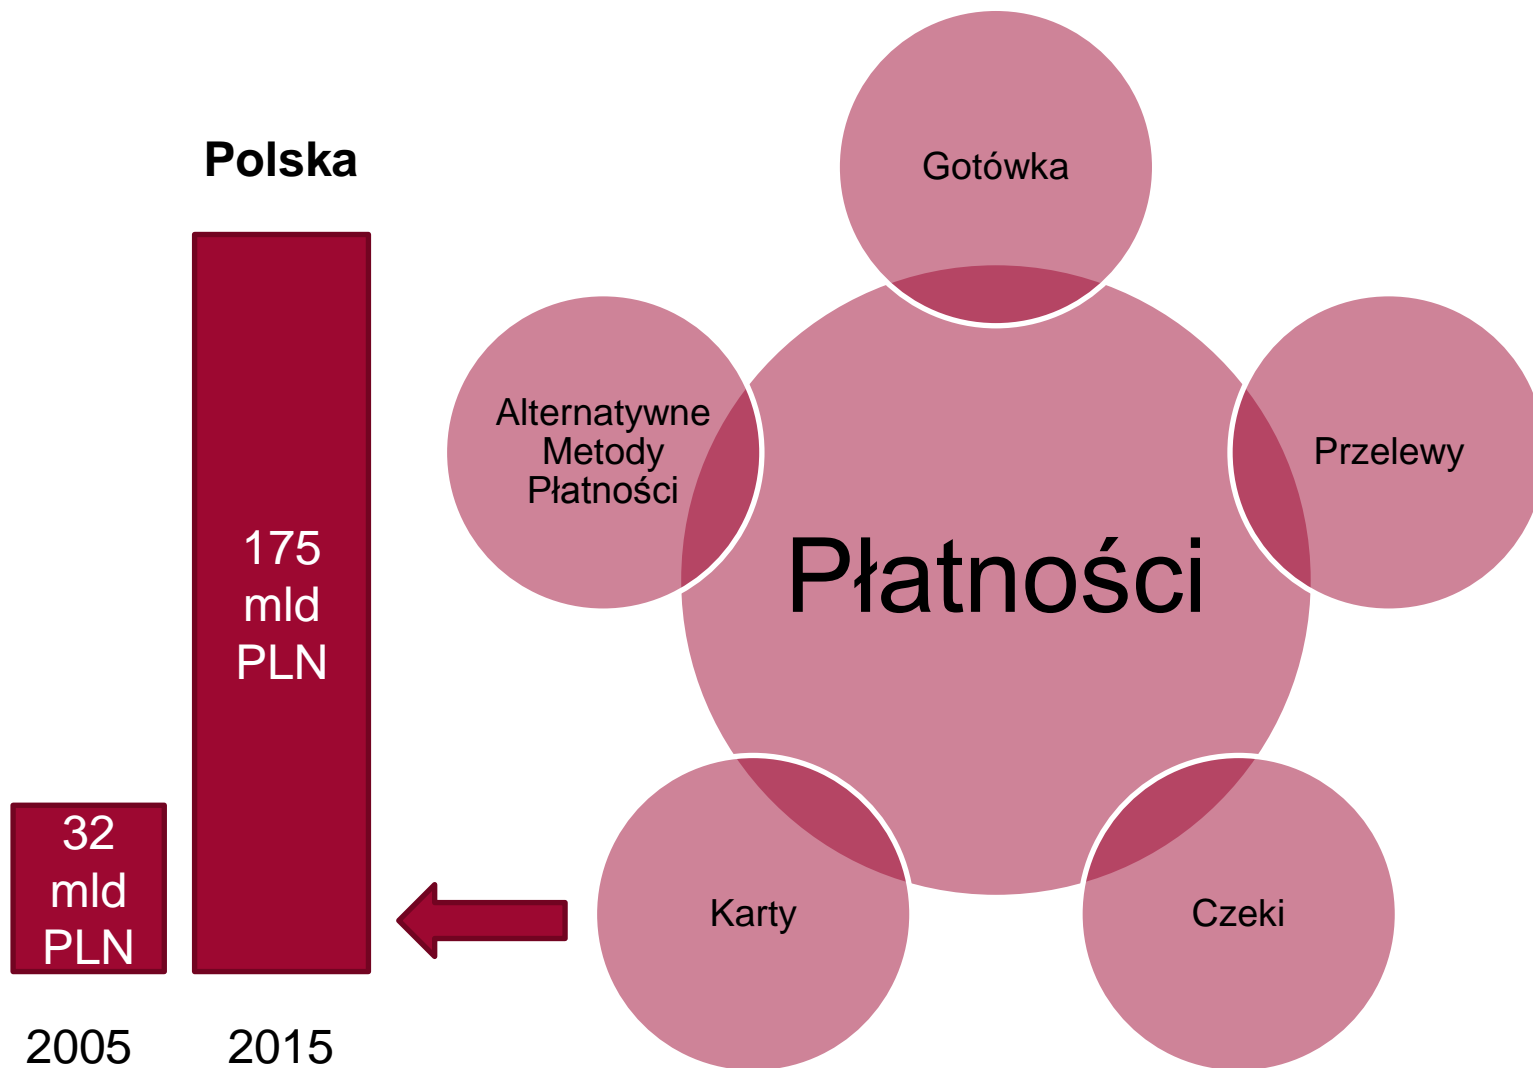 Polska
175
mld
PLN
32
mld
PLN
2005
2015
Gotówka
Alternatywne
Metody
Płatności
Przelewy
Płatności
Karty
Czeki